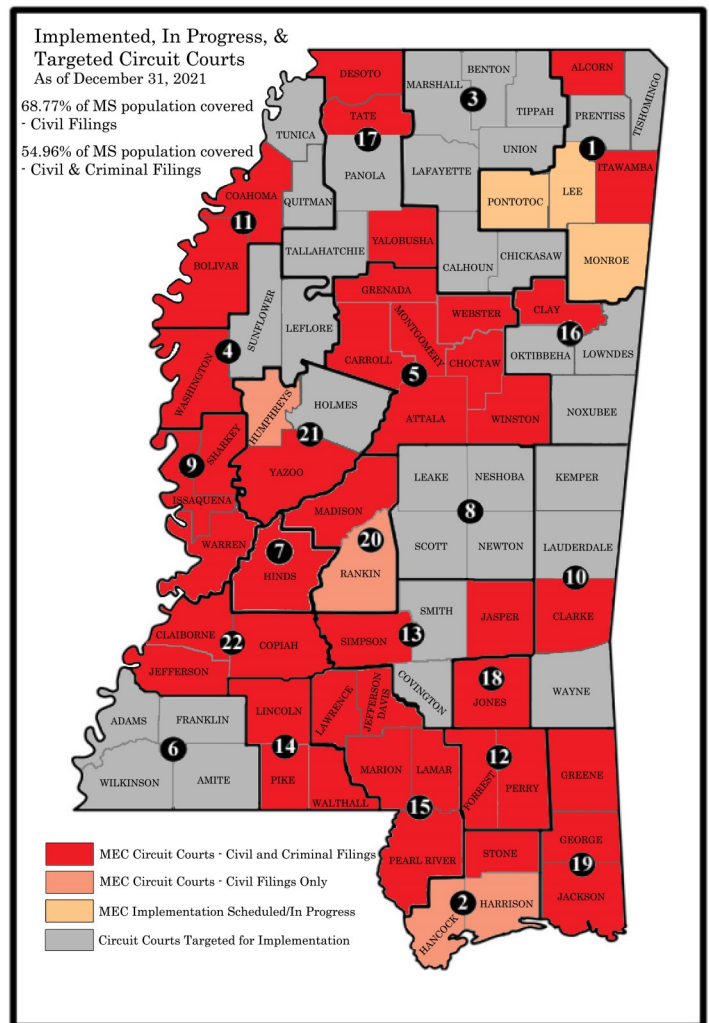 Implemented, In Progress, &
Targeted Circuit Courts
As of December 31, 2021
68.77% of MS population covered
- Civil Filings
54.96% of MS population covered
- Civil & Criminal Filings
DESOTO
MARSHALL
BENTON
ALCORN
TISHOMINGO
3
TIPPAH
PRENTISS
TATE
TUNICA
17
UNION
1
PANOLA
LAFAYETTE
ITAWAMBA
COAHOMA
QUITMAN
PONTOTOC
LEE
11
YALOBUSHA
TALLAHATCHIE
CALHOUN
CHICKASAW
MONROE
BOLIVAR
GRENADA
SUNFLOWER
LEFLORE
MONTGOMERY
WEBSTER
CLAY
16
4
CARROLL
CHOCTAW
OKTIBBEHA
LOWNDES
WASHINGTON
5
HUMPHREYS
HOLMES
ATTALA
WINSTON
NOXUBEE
21
SHARKEY
9
YAZOO
LEAKE
NESHOBA
KEMPER
ISSAQUENA
MADISON
8
WARREN
7
20
SCOTT
NEWTON
LAUDERDALE
HINDS
RANKIN
10
SMITH
JASPER
CLARKE
CLAIBORNE
22
COPIAH
SIMPSON
13
JEFFERSON
COVINGTON
18
JONES
WAYNE
LAWRENCE
JEFFERSON
DAVIS
ADAMS
FRANKLIN
LINCOLN
6
14
12
WILKINSON
AMITE
PIKE
WALTHALL
MARION
LAMAR
FORREST
PERRY
GREENE
15
PEARL RIVER
STONE
GEORGE
19
JACKSON
2
HARRISON
HANCOCK
MEC Circuit Courts - Civil and Criminal Filings
MEC Circuit Courts - Civil Filings Only
MEC Implementation Scheduled/In Progress
Circuit Courts Targeted for Implementation